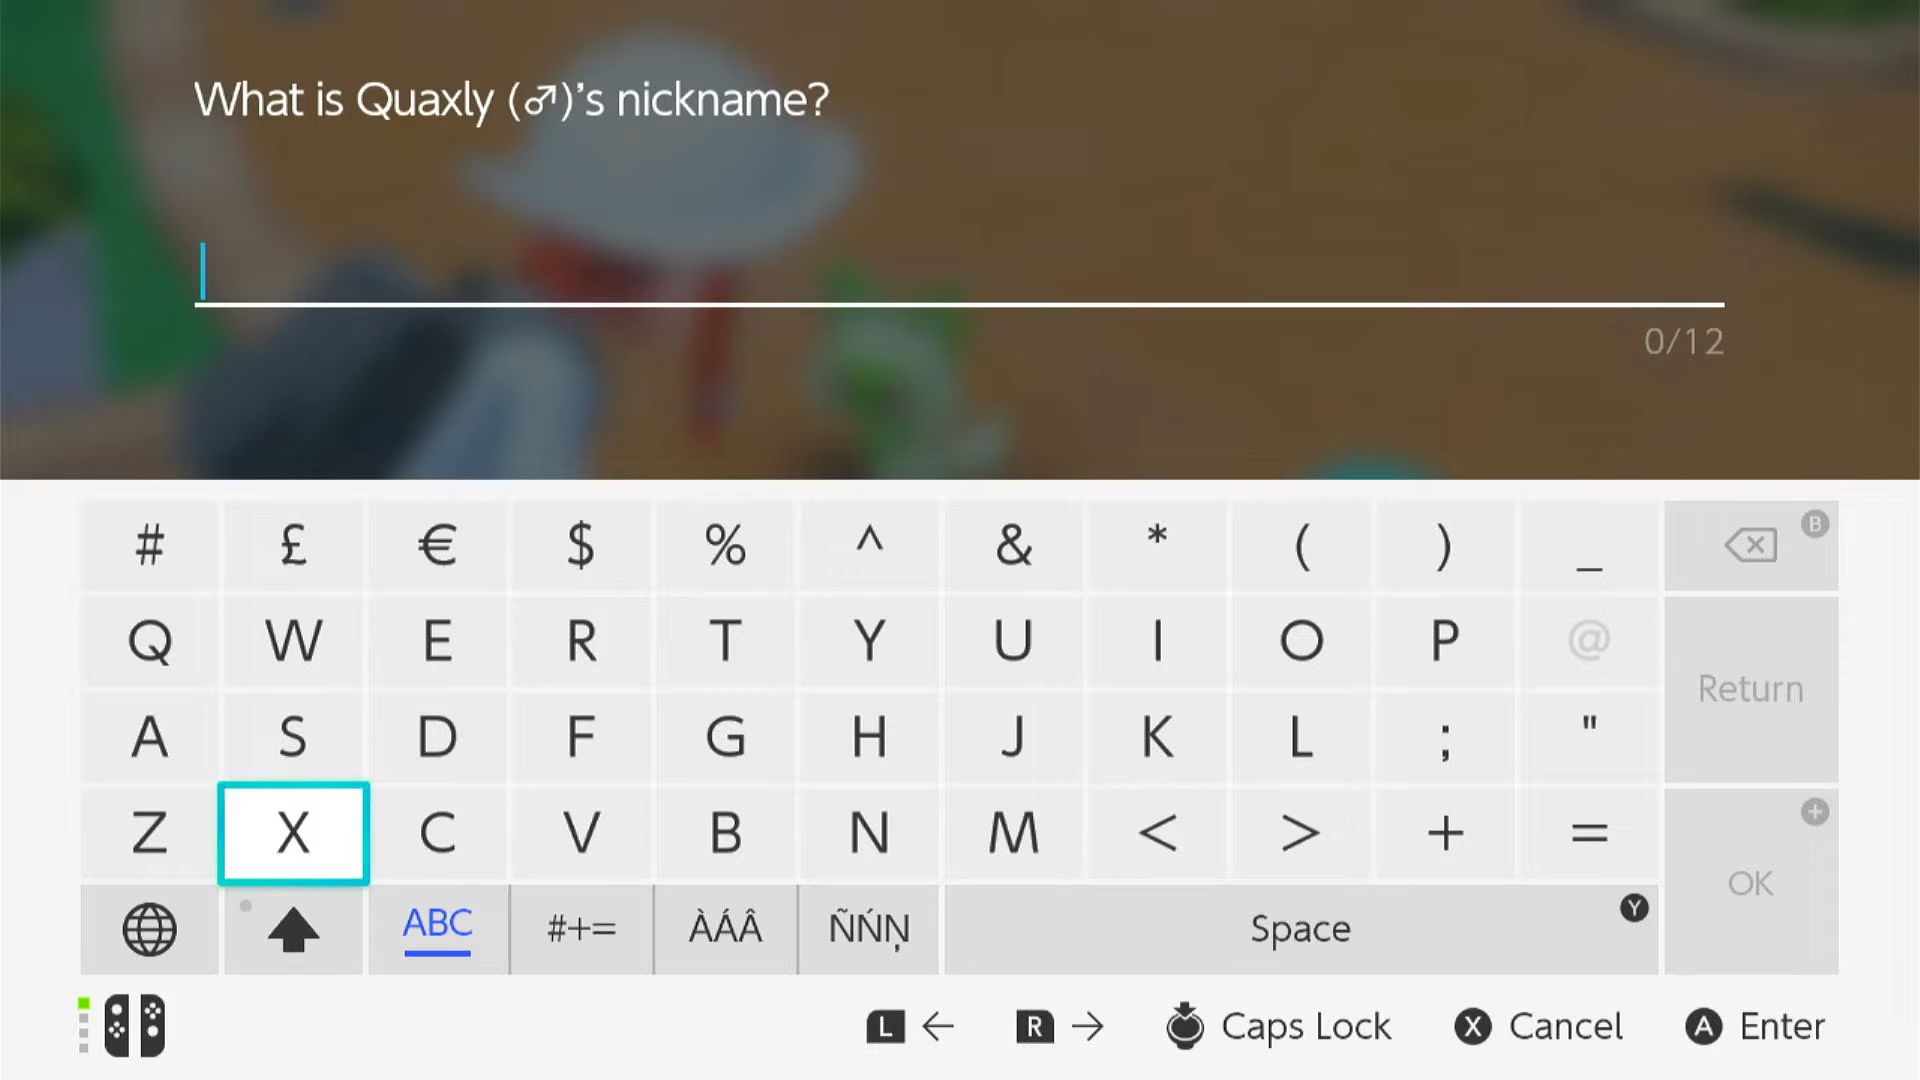 What is Quaxly (♂)'s nickname?
0/12
# £ € $ % ^ & * ( ) _ B
Q W E R T Y U I O P @
Return
A S D F G H J K L ; "
Z X C V B N M < > + = +
OK
ABC #+= ÀÁÂ ÑŃŅ Space Y
L ← R → Caps Lock X Cancel A Enter